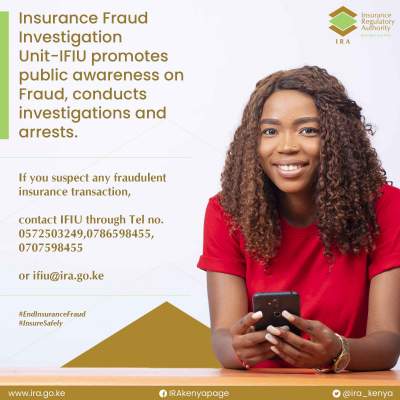 Insurance Fraud
Investigation
Unit-IFIU promotes
public awareness on
Fraud, conducts
investigations and
arrests.
Insurance
Regulatory
Authority
IRA
If you suspect any fraudulent
insurance transaction,
contact IFIU through Tel no.
0572503249,0786598455,
0707598455
or ifiu@ira.go.ke
#EndInsuranceFraud
#InsureSafely
www.ira.go.ke
IRAkenyapage
@ira_kenya